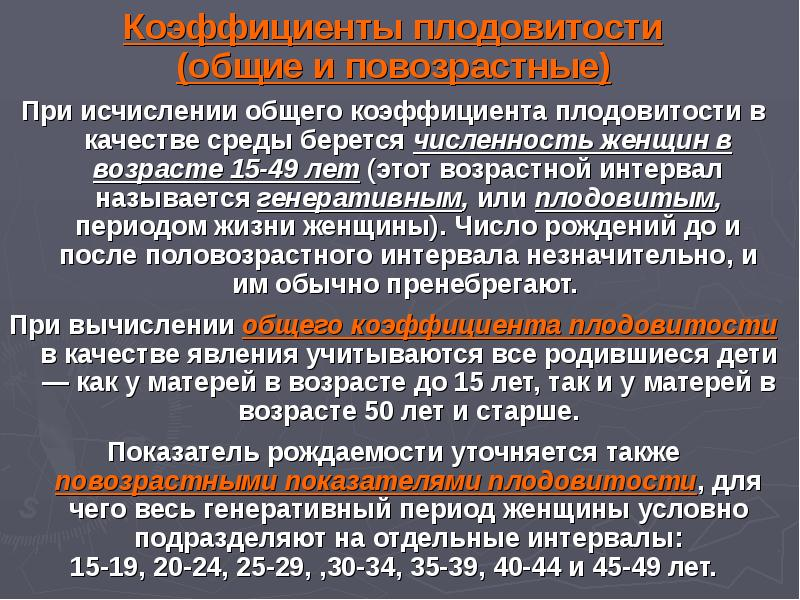 Коэффициенты плодовитости
(общие и повозрастные)
При исчислении общего коэффициента плодовитости в
качестве среды берется численность женщин в
возрасте 15-49 лет (этот возрастной интервал
называется генеративным, или плодовитым,
периодом жизни женщины). Число рождений до и
после половозрастного интервала незначительно, и
им обычно пренебрегают.
При вычислении общего коэффициента плодовитости
в качестве явления учитываются все родившиеся дети
— как у матерей в возрасте до 15 лет, так и у матерей в
возрасте 50 лет и старше.
Показатель рождаемости уточняется также
повозрастными показателями плодовитости, для
чего весь генеративный период женщины условно
подразделяют на отдельные интервалы:
15-19, 20-24, 25-29, ,30-34, 35-39, 40-44 и 45-49 лет.